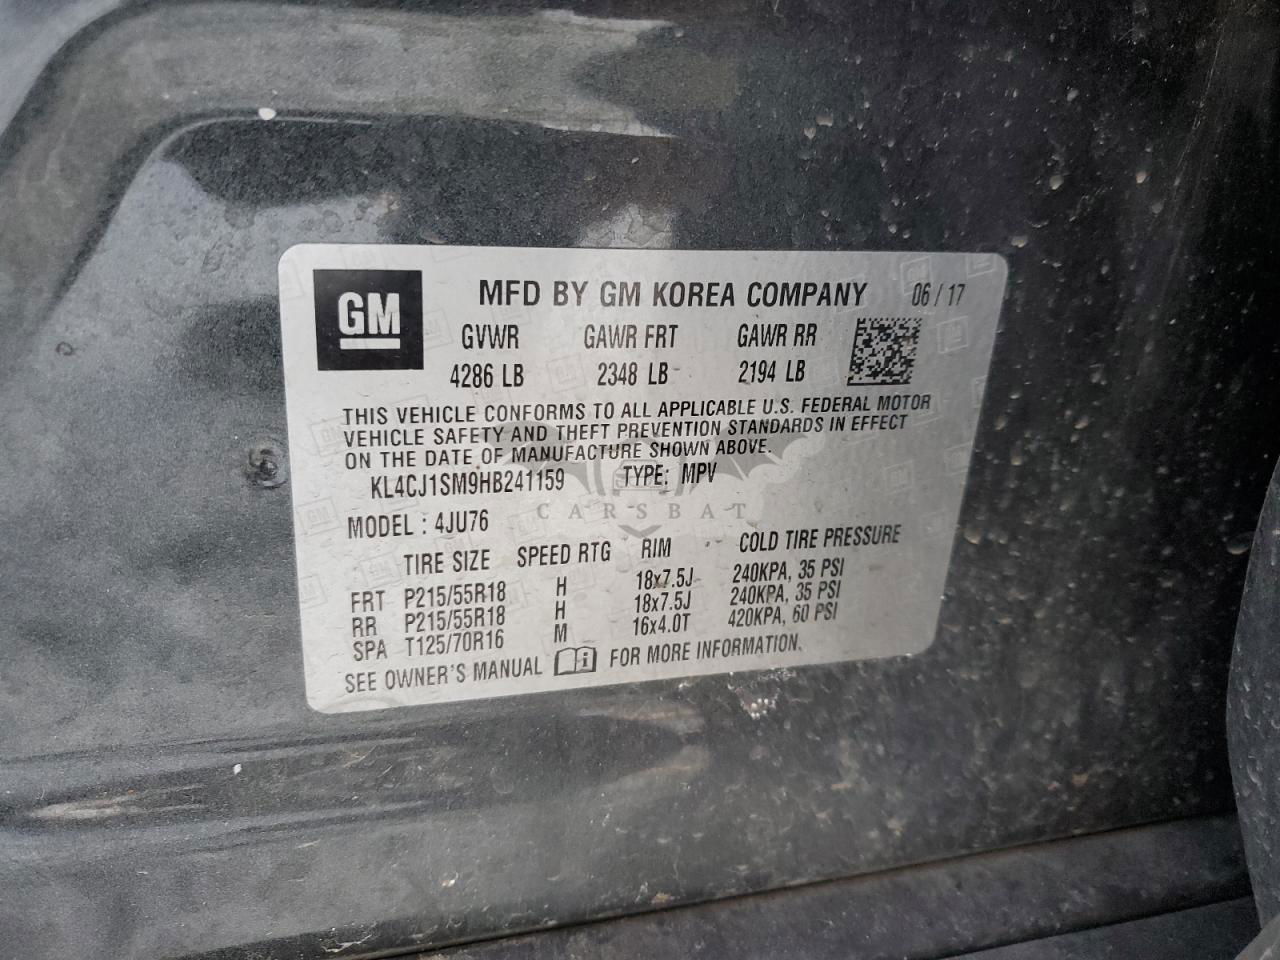 GM
MFD BY GM KOREA COMPANY 06/17
GVWR GAWR FRT GAWR RR
4286 LB 2348 LB 2194 LB
THIS VEHICLE CONFORMS TO ALL APPLICABLE U.S. FEDERAL MOTOR
VEHICLE SAFETY AND THEFT PREVENTION STANDARDS IN EFFECT
ON THE DATE OF MANUFACTURE SHOWN ABOVE.
KL4CJ1SM9HB241159 TYPE: MPV
CARSBAT
MODEL : 4JU76
TIRE SIZE SPEED RTG RIM COLD TIRE PRESSURE
FRT P215/55R18 H 18x7.5J 240KPA, 35 PSI
RR P215/55R18 H 18x7.5J 240KPA, 35 PSI
SPA T125/70R16 M 16x4.0T 420KPA, 60 PSI
SEE OWNER'S MANUAL i FOR MORE INFORMATION.